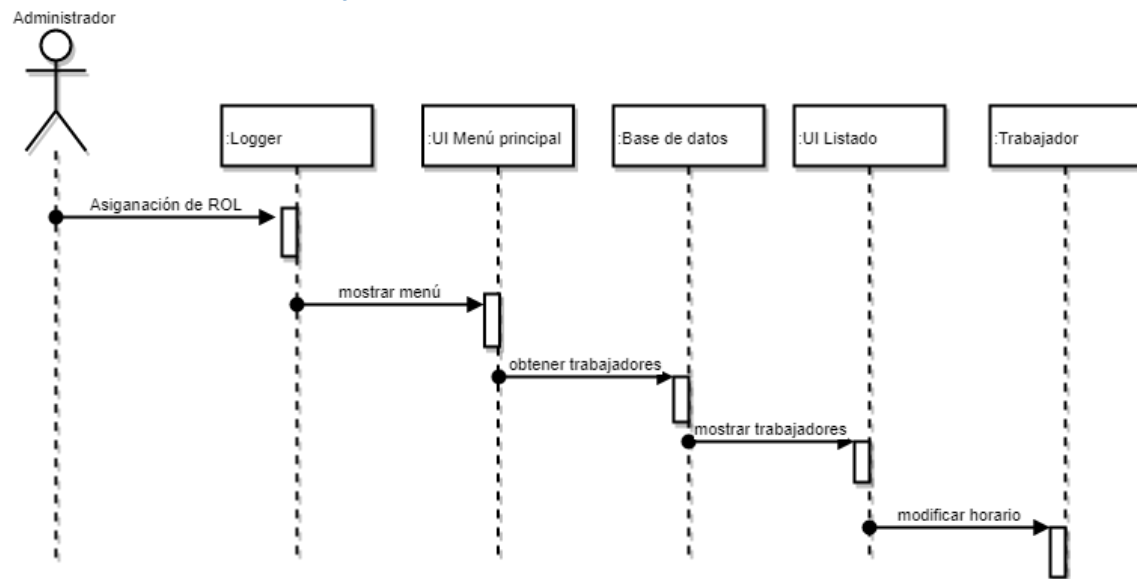 Administrador
:Logger
:UI Menú principal
:Base de datos
:UI Listado
:Trabajador
Asiganación de ROL
mostrar menú
obtener trabajadores
mostrar trabajadores
modificar horario